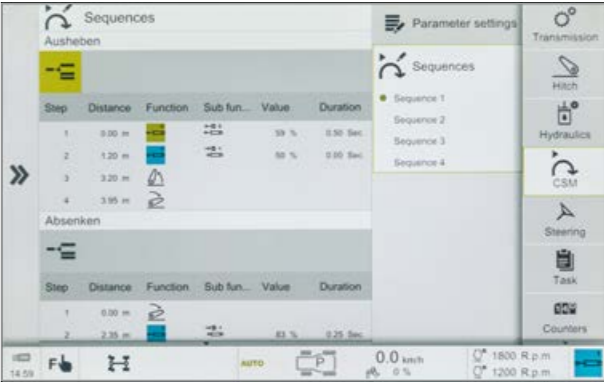 Sequences
Ausheben
Step Distance Function Sub fun... Value Duration
1 0.00 m 59 % 0.50 Sec
2 1.20 m 50 % 0.00 Sec
3 3.20 m
4 3.95 m
Absenken
Step Distance Function Sub fun... Value Duration
1 0.00 m
2 2.35 m 83 % 0.25 Sec
Parameter settings
Sequences
Sequence 1
Sequence 2
Sequence 3
Sequence 4
Transmission
Hitch
Hydraulics
CSM
Steering
Task
Counters
14:59
F
AUTO
P
0.0 km/h
0 %
1800 R.p.m
1200 R.p.m